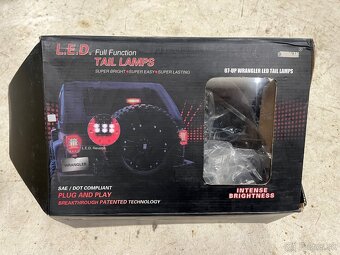 L.E.D. Full Function
TAIL LAMPS
SUPER BRIGHT + SUPER EASY + SUPER LASTING
07-UP WRANGLER LED TAIL LAMPS
L.E.D.
WRANGLER
SAE / DOT COMPLIANT
PLUG AND PLAY
BREAKTHROUGH PATENTED TECHNOLOGY
INTENSE
BRIGHTNESS